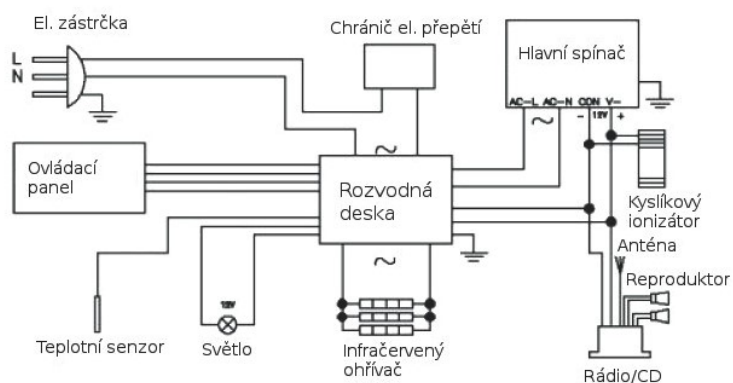 El. zástrčka
L
N
Chránič el. přepětí
Hlavní spínač
AC-L AC-N CON V-
~ - 12V +
Ovládací
panel
~
Rozvodná
deska
~
Kyslíkový
ionizátor
Anténa
Reproduktor
12V
Teplotní senzor
Světlo
Infračervený
ohřívač
Rádio/CD